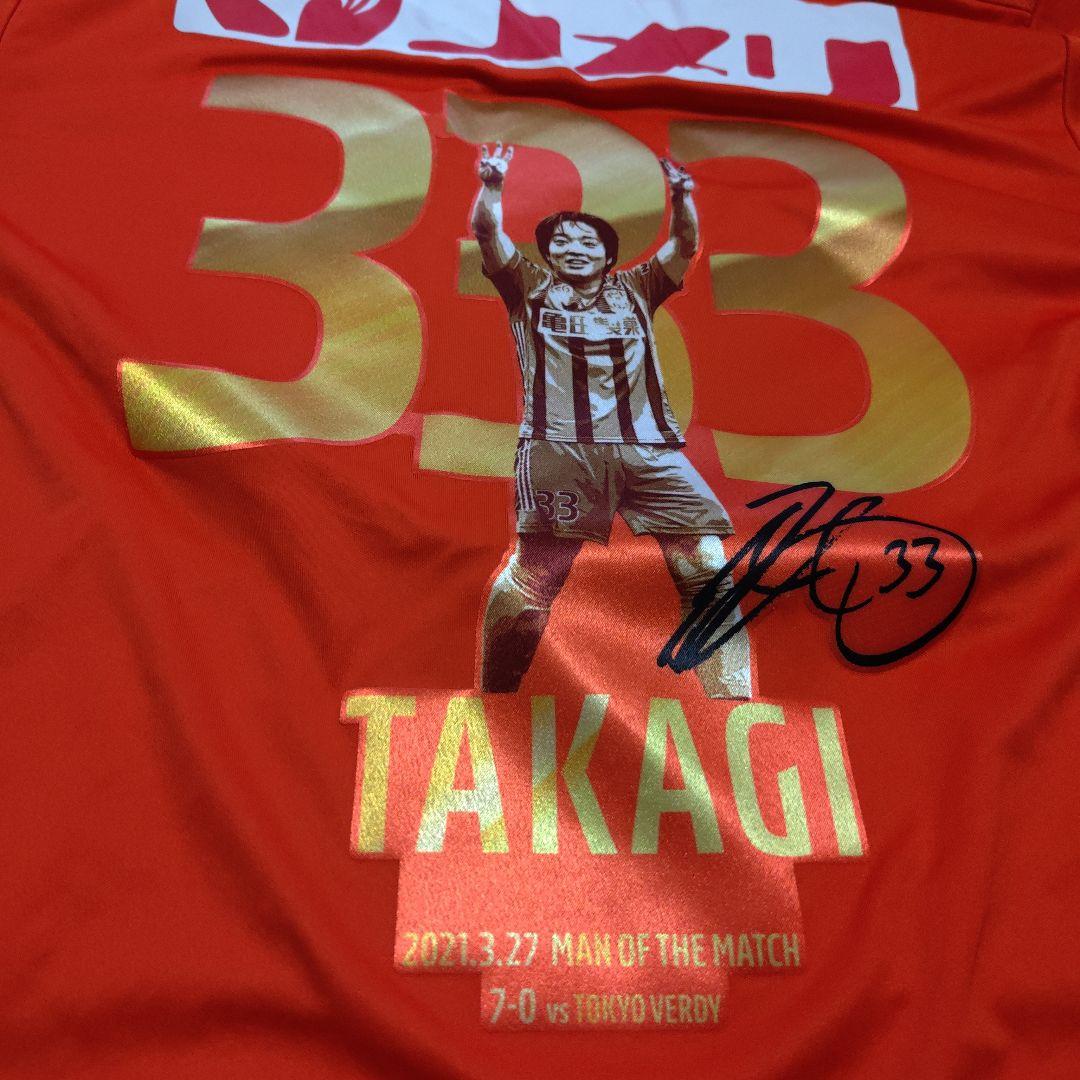 333
亀田製菓
33
33
TAKAGI
2021.3.27 MAN OF THE MATCH
7-0 vs TOKYO VERDY